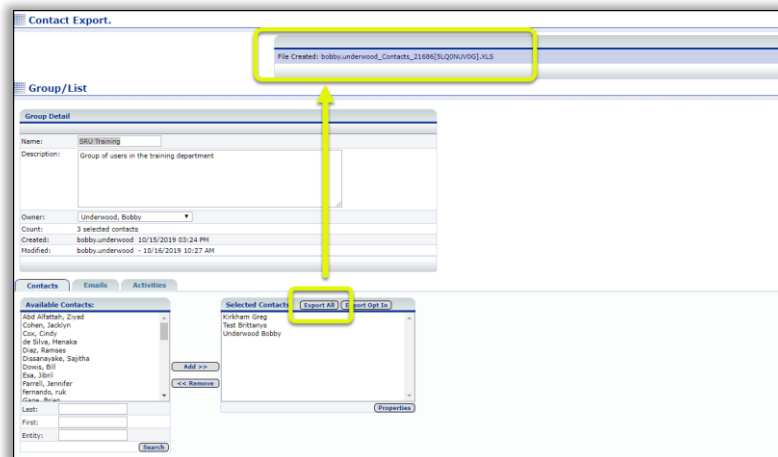 Contact Export.
File Created: bobby.underwood_Contacts_21686[5LQ0NUV0G].XLS
Group/List
Group Detail
Name: SRU Training
Description: Group of users in the training department
Owner: Underwood, Bobby
Count: 3 selected contacts
Created: bobby.underwood 10/15/2019 03:24 PM
Modified: bobby.underwood - 10/16/2019 10:27 AM
Contacts Emails Activities
Available Contacts:
Abd Alfattah, Ziyad
Cohen, Jacklyn
Cox, Cindy
de Silva, Menaka
Diaz, Ramses
Dissanayake, Sajitha
Dowis, Bill
Esa, Jibril
Farrell, Jennifer
fernando, ruk
Gane, Brian
Last:
First:
Entity:
Search
Add >>
<< Remove
Selected Contacts Export All Export Opt In
Kirkham Greg
Test Brittanys
Underwood Bobby
Properties